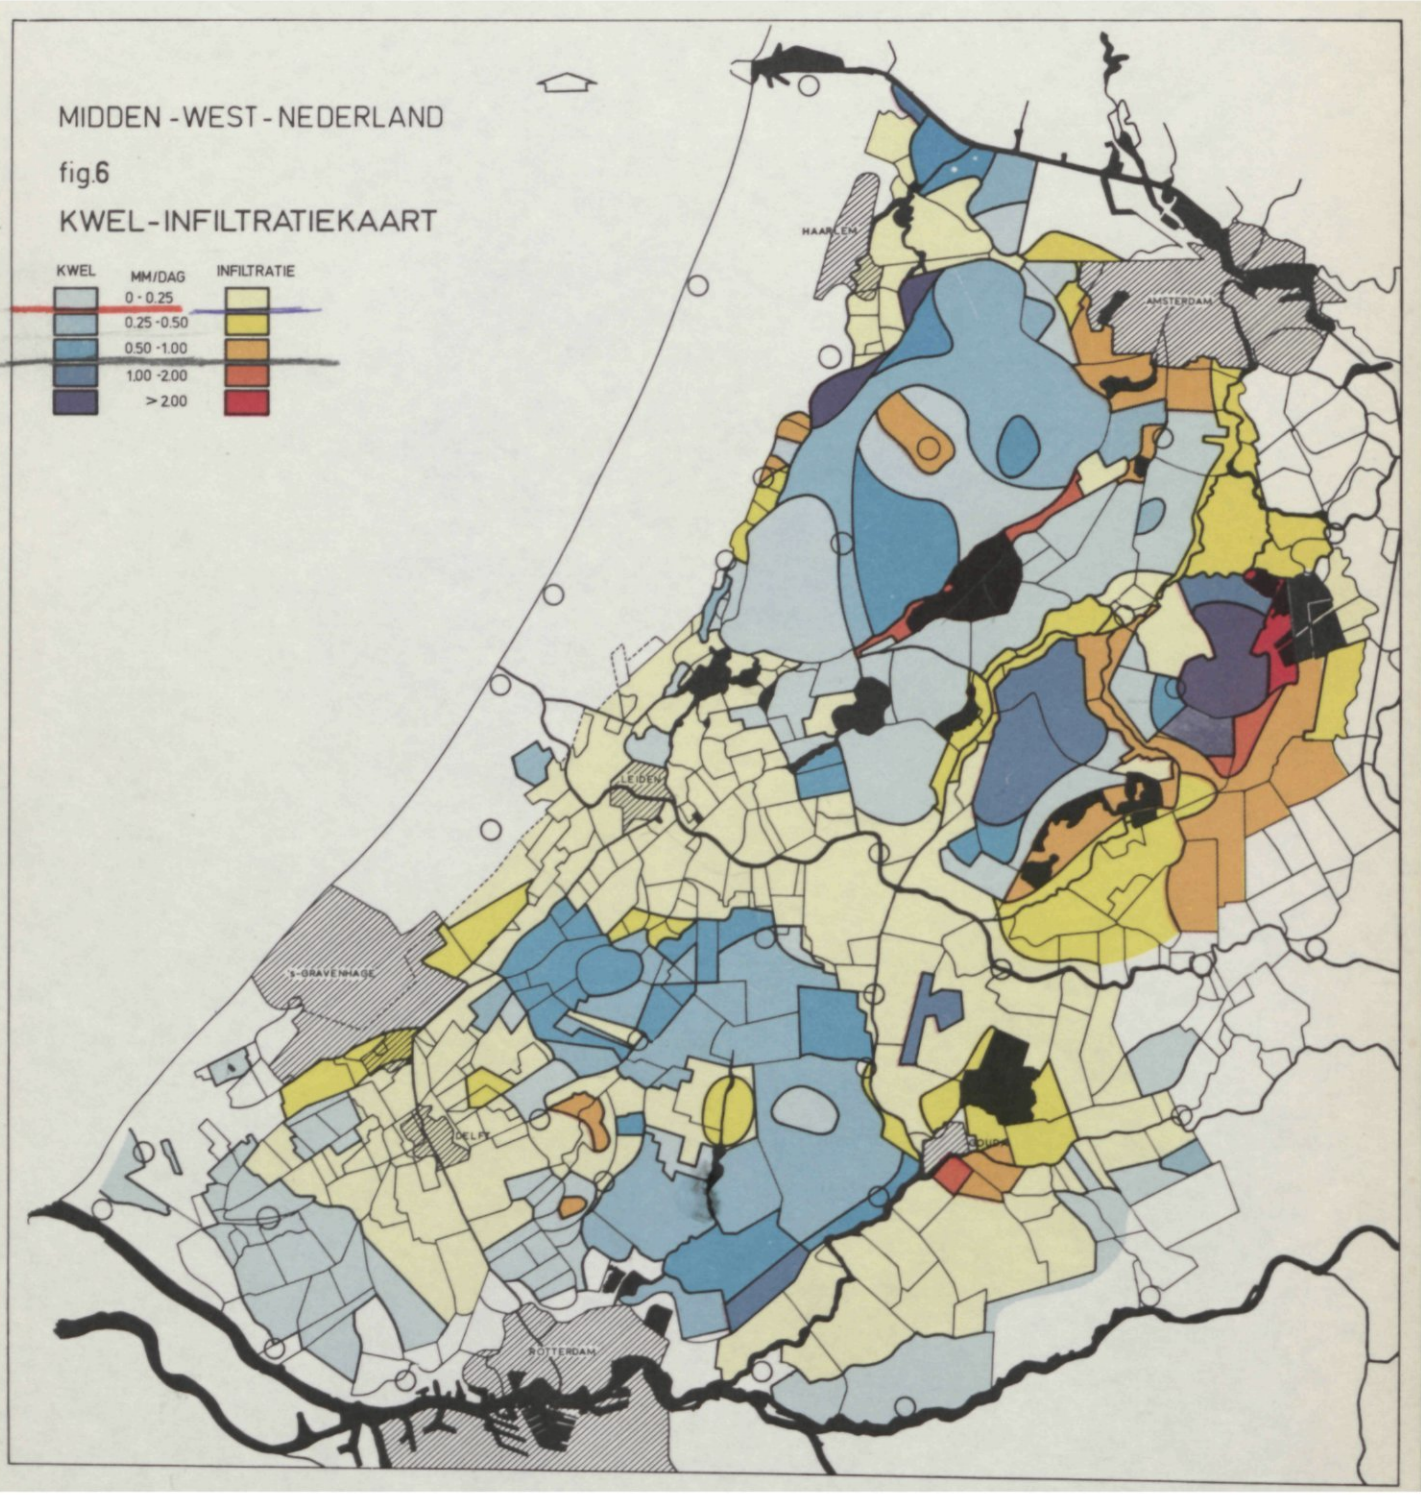 MIDDEN-WEST-NEDERLAND
fig.6
KWEL-INFILTRATIEKAART
KWEL MM/DAG INFILTRATIE
0 - 0.25
0.25 -0.50
0.50 -1.00
1.00 -2.00
> 2.00
HAARLEM
AMSTERDAM
LEIDEN
's-GRAVENHAGE
DELFT
GOUDA
ROTTERDAM